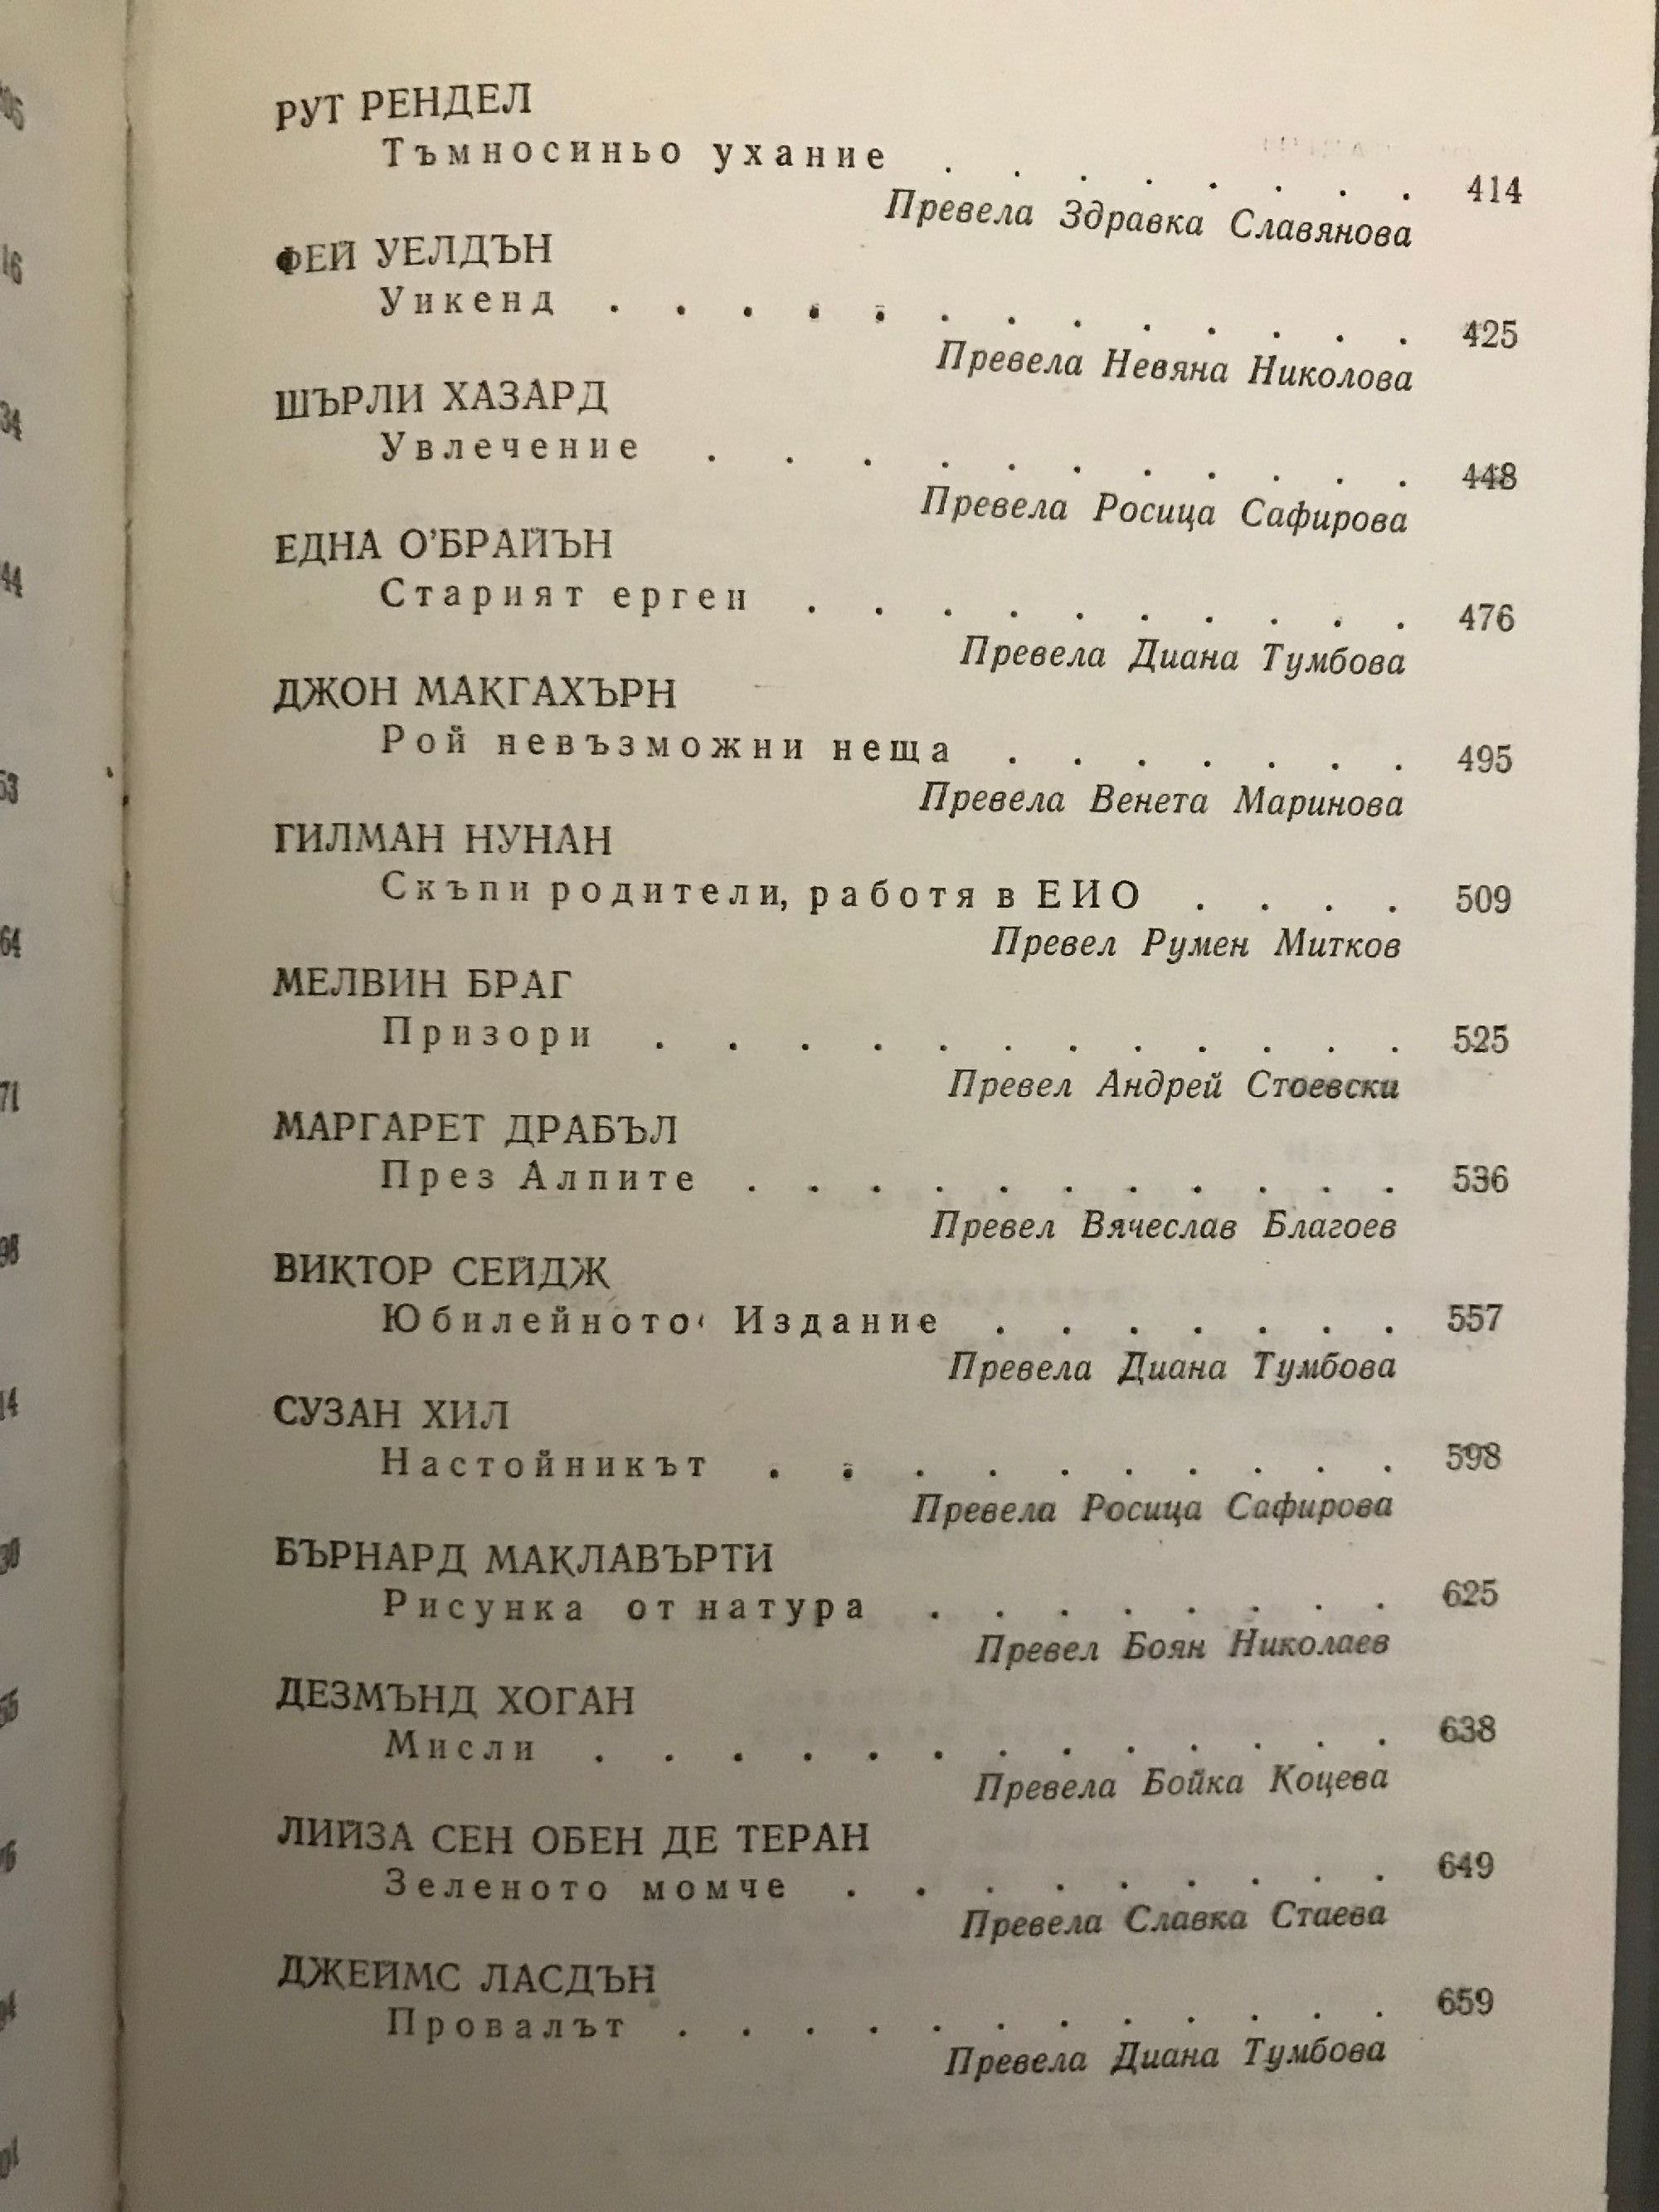 РУТ РЕНДЕЛ
Тъмносиньо ухание . . . . . . . . 414
Превела Здравка Славянова
ФЕЙ УЕЛДЪН
Уикенд . . . . . . . . . . . . . 425
Превела Невяна Николова
ШЪРЛИ ХАЗАРД
Увлечение . . . . . . . . . . . 448
Превела Росица Сафирова
ЕДНА О'БРАЙЪН
Старият ерген . . . . . . . . . . 476
Превела Диана Тумбова
ДЖОН МАКГАХЪРН
Рой невъзможни неща . . . . . . . 495
Превела Венета Маринова
ГИЛМАН НУНАН
Скъпи родители, работя в ЕИО . . . . 509
Превел Румен Митков
МЕЛВИН БРАГ
Призори . . . . . . . . . . . . 525
Превел Андрей Стоевски
МАРГАРЕТ ДРАБЪЛ
През Алпите . . . . . . . . . . . 536
Превел Вячеслав Благоев
ВИКТОР СЕЙДЖ
Юбилейното Издание . . . . . . . 557
Превела Диана Тумбова
СУЗАН ХИЛ
Настойникът . . . . . . . . . . 598
Превела Росица Сафирова
БЪРНАРД МАКЛАВЪРТИ
Рисунка от натура . . . . . . . . 625
Превел Боян Николаев
ДЕЗМЪНД ХОГАН
Мисли . . . . . . . . . . . . . 638
Превела Бойка Коцева
ЛИЙЗА СЕН ОБЕН ДЕ ТЕРАН
Зеленото момче . . . . . . . . . 649
Превела Славка Стаева
ДЖЕЙМС ЛАСДЪН
Провалът . . . . . . . . . . . . 659
Превела Диана Тумбова